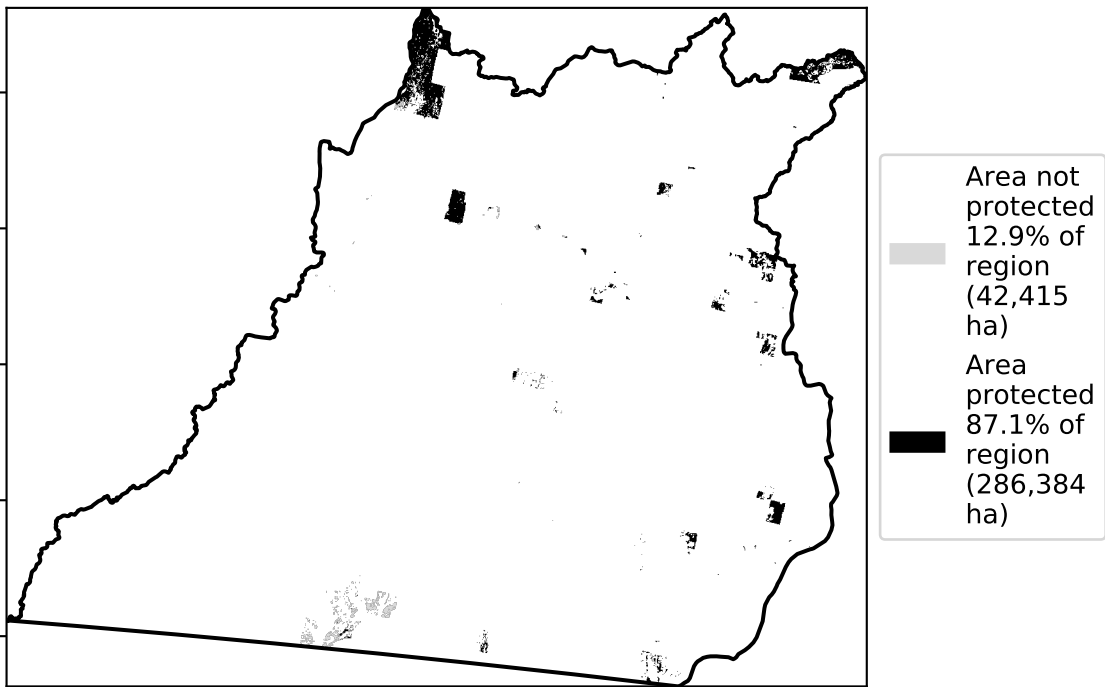 Area not
protected
12.9% of
region
(42,415
ha)
Area
protected
87.1% of
region
(286,384
ha)